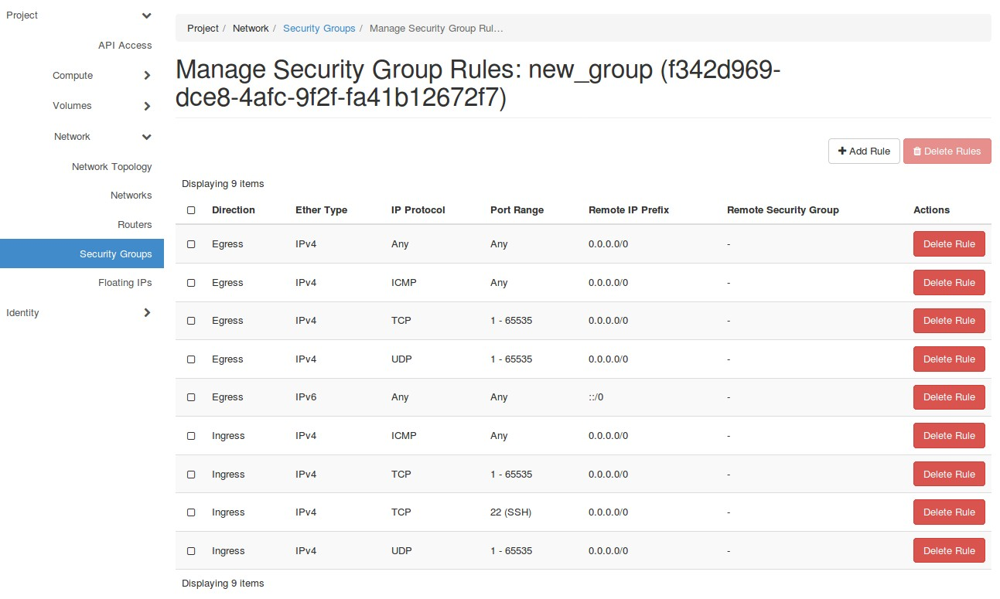 Project
API Access
Compute
Volumes
Network
Network Topology
Networks
Routers
Security Groups
Floating IPs
Identity
Project / Network / Security Groups / Manage Security Group Rul…
Manage Security Group Rules: new_group (f342d969-
dce8-4afc-9f2f-fa41b12672f7)
Add Rule Delete Rules
Displaying 9 items
Direction Ether Type IP Protocol Port Range Remote IP Prefix Remote Security Group Actions
Egress IPv4 Any Any 0.0.0.0/0 - Delete Rule
Egress IPv4 ICMP Any 0.0.0.0/0 - Delete Rule
Egress IPv4 TCP 1 - 65535 0.0.0.0/0 - Delete Rule
Egress IPv4 UDP 1 - 65535 0.0.0.0/0 - Delete Rule
Egress IPv6 Any Any ::/0 - Delete Rule
Ingress IPv4 ICMP Any 0.0.0.0/0 - Delete Rule
Ingress IPv4 TCP 1 - 65535 0.0.0.0/0 - Delete Rule
Ingress IPv4 TCP 22 (SSH) 0.0.0.0/0 - Delete Rule
Ingress IPv4 UDP 1 - 65535 0.0.0.0/0 - Delete Rule
Displaying 9 items